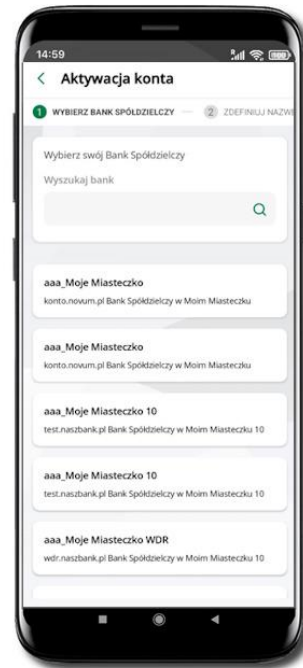 14:59
Aktywacja konta
1 WYBIERZ BANK SPÓŁDZIELCZY 2 ZDEFINIUJ NAZWĘ
Wybierz swój Bank Spółdzielczy
Wyszukaj bank
aaa_Moje Miasteczko
konto.novum.pl Bank Spółdzielczy w Moim Miasteczku
aaa_Moje Miasteczko
konto.novum.pl Bank Spółdzielczy w Moim Miasteczku
aaa_Moje Miasteczko 10
test.naszbank.pl Bank Spółdzielczy w Moim Miasteczku 10
aaa_Moje Miasteczko 10
test.naszbank.pl Bank Spółdzielczy w Moim Miasteczku 10
aaa_Moje Miasteczko WDR
wdr.naszbank.pl Bank Spółdzielczy w Moim Miasteczku 10